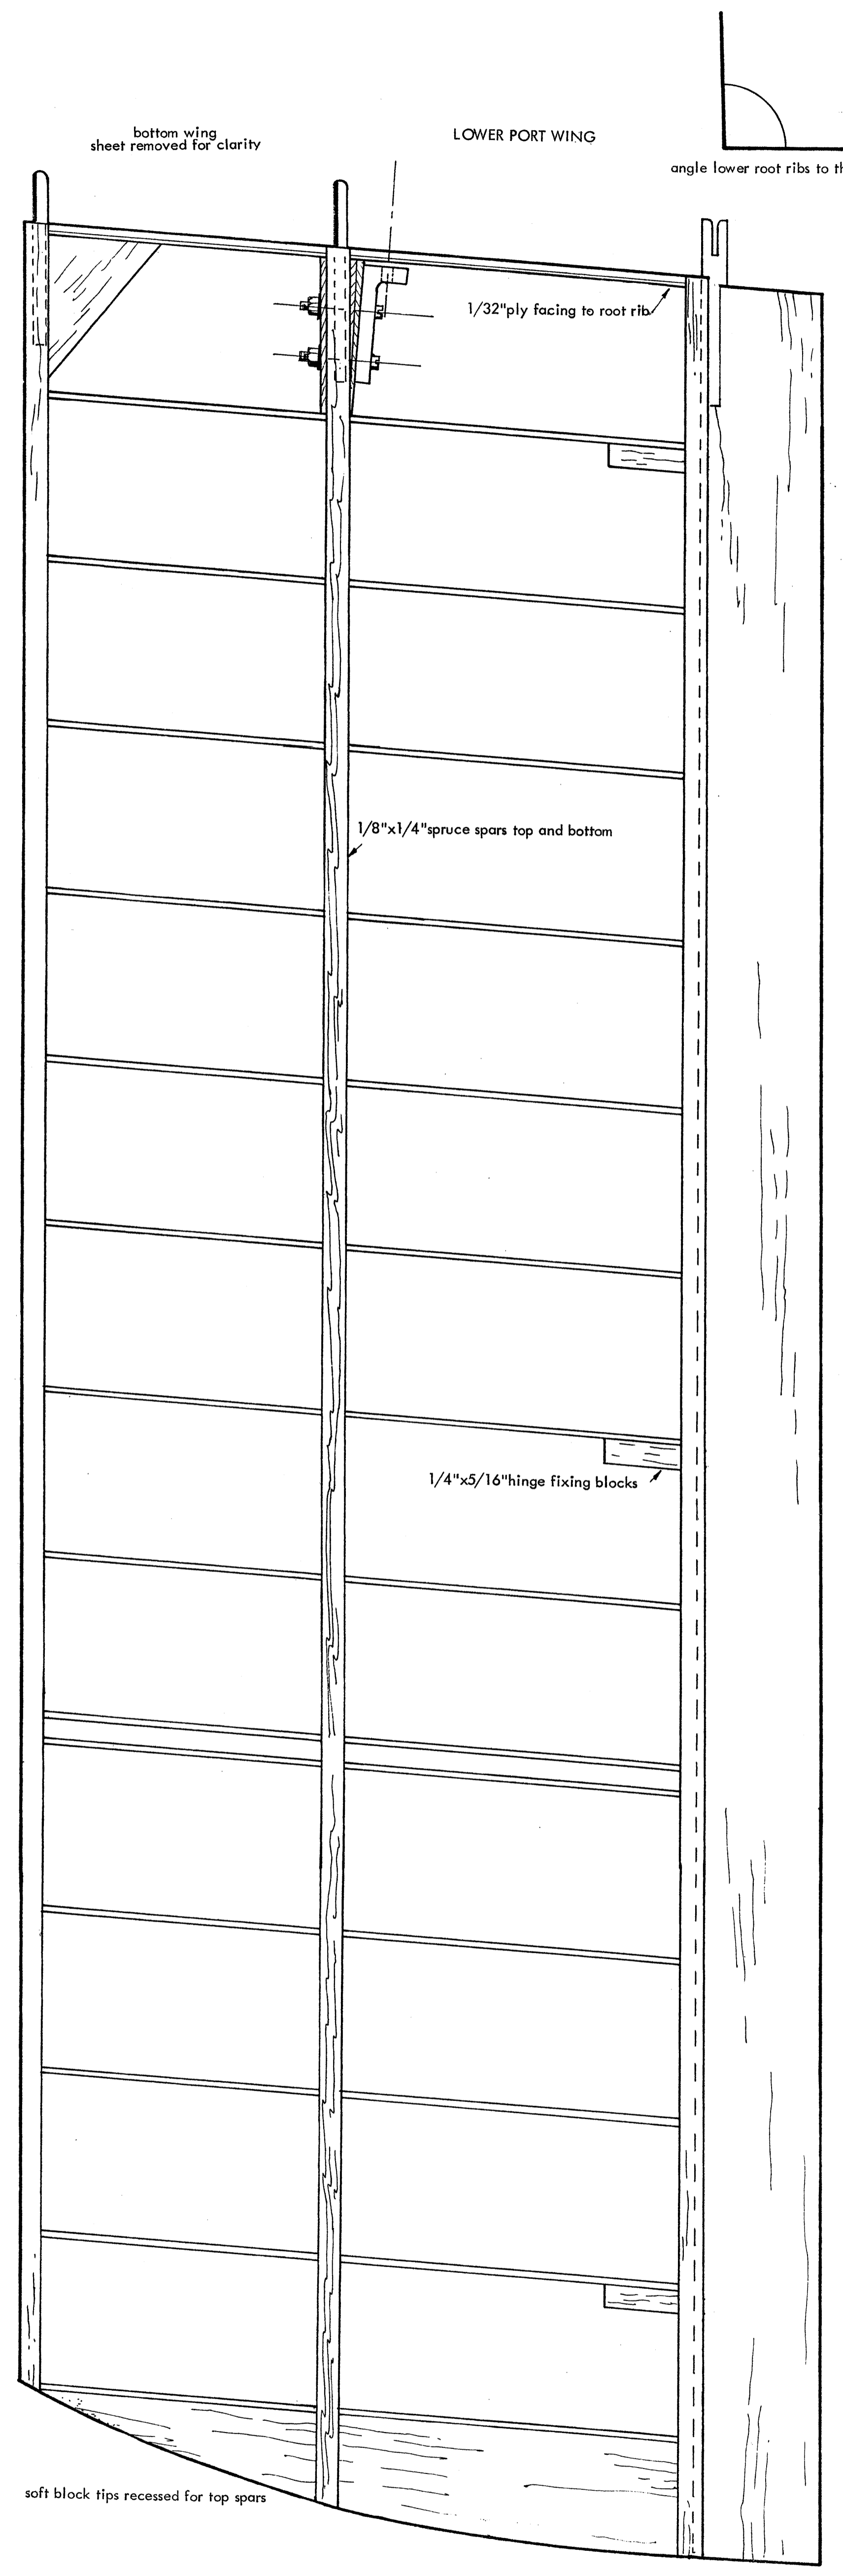 bottom wing
sheet removed for clarity
LOWER PORT WING
angle lower root ribs to th
1/32"ply facing to root rib
1/8"x1/4"spruce spars top and bottom
1/4"x5/16"hinge fixing blocks
soft block tips recessed for top spars